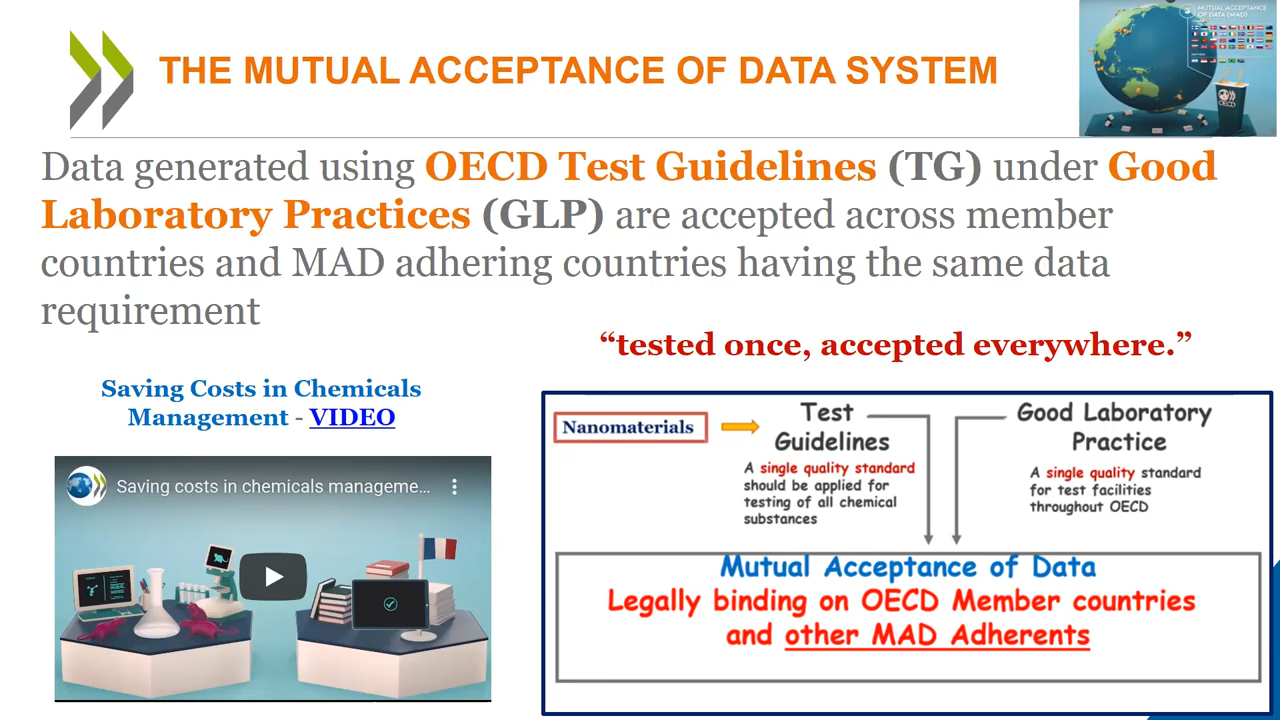 THE MUTUAL ACCEPTANCE OF DATA SYSTEM
MUTUAL ACCEPTANCE
OF DATA (MAD)
OECD
Data generated using OECD Test Guidelines (TG) under Good
Laboratory Practices (GLP) are accepted across member
countries and MAD adhering countries having the same data
requirement
“tested once, accepted everywhere.”
Saving Costs in Chemicals
Management - VIDEO
Saving costs in chemicals manageme...
Nanomaterials
Test
Guidelines
A single quality standard
should be applied for
testing of all chemical
substances
Good Laboratory
Practice
A single quality standard
for test facilities
throughout OECD
Mutual Acceptance of Data
Legally binding on OECD Member countries
and other MAD Adherents